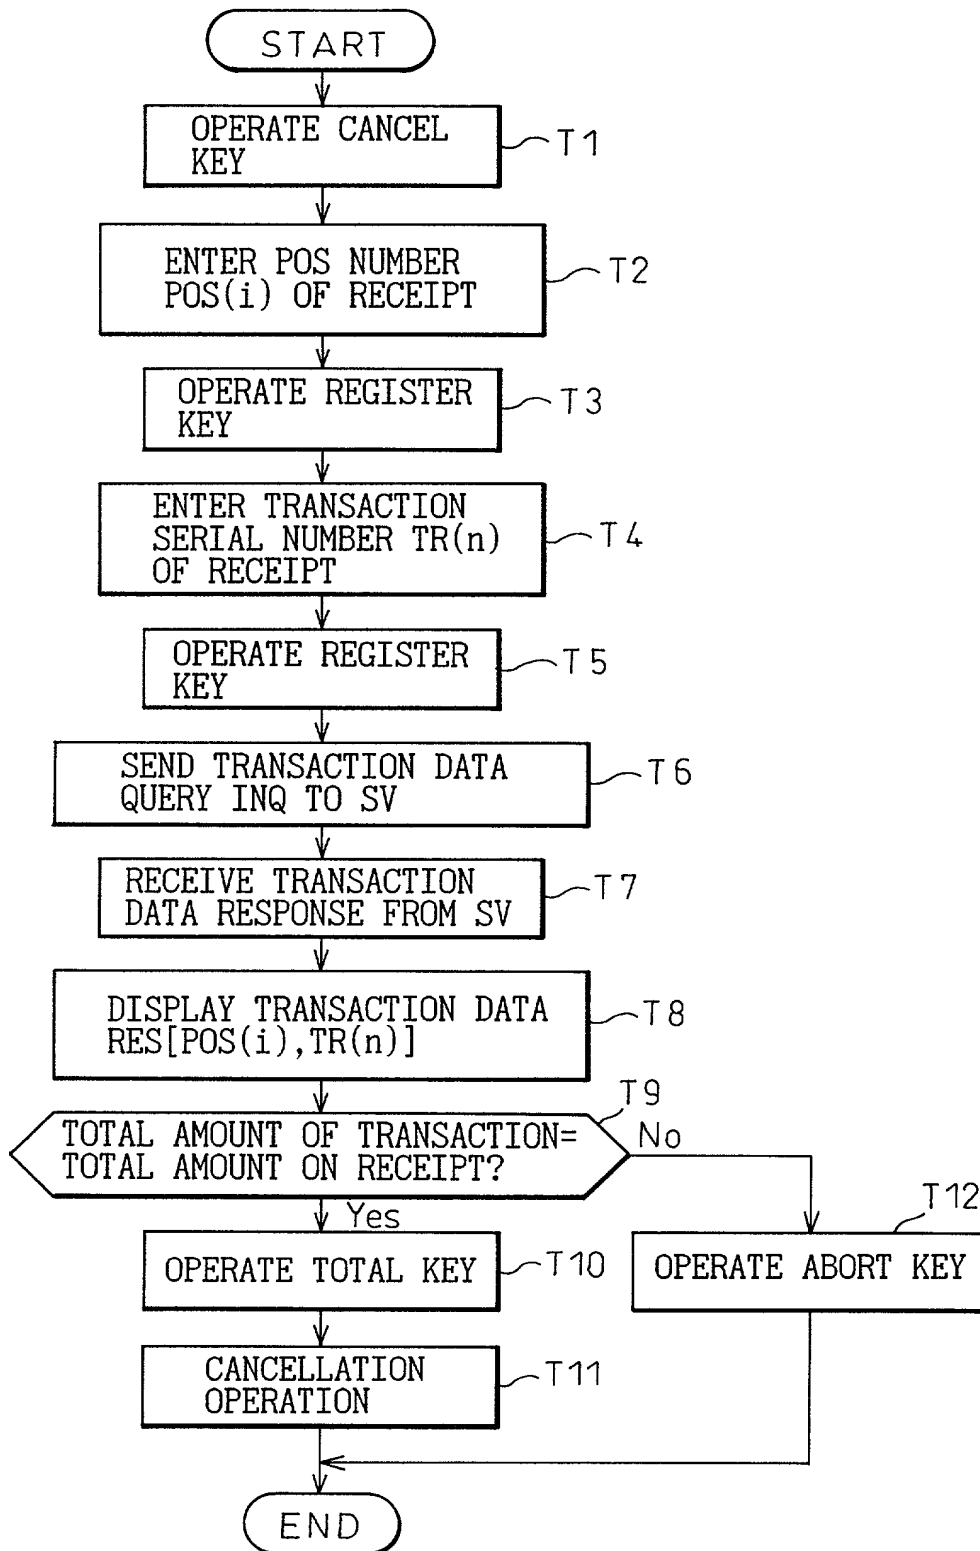 START
OPERATE CANCEL
KEY
T1
ENTER POS NUMBER
POS(i) OF RECEIPT
T2
OPERATE REGISTER
KEY
T3
ENTER TRANSACTION
SERIAL NUMBER TR(n)
OF RECEIPT
T4
OPERATE REGISTER
KEY
T5
SEND TRANSACTION DATA
QUERY INQ TO SV
T6
RECEIVE TRANSACTION
DATA RESPONSE FROM SV
T7
DISPLAY TRANSACTION DATA
RES[POS(i),TR(n)]
T8
T9
TOTAL AMOUNT OF TRANSACTION=
TOTAL AMOUNT ON RECEIPT?
No
Yes
T12
OPERATE TOTAL KEY
T10
OPERATE ABORT KEY
CANCELLATION
OPERATION
T11
END